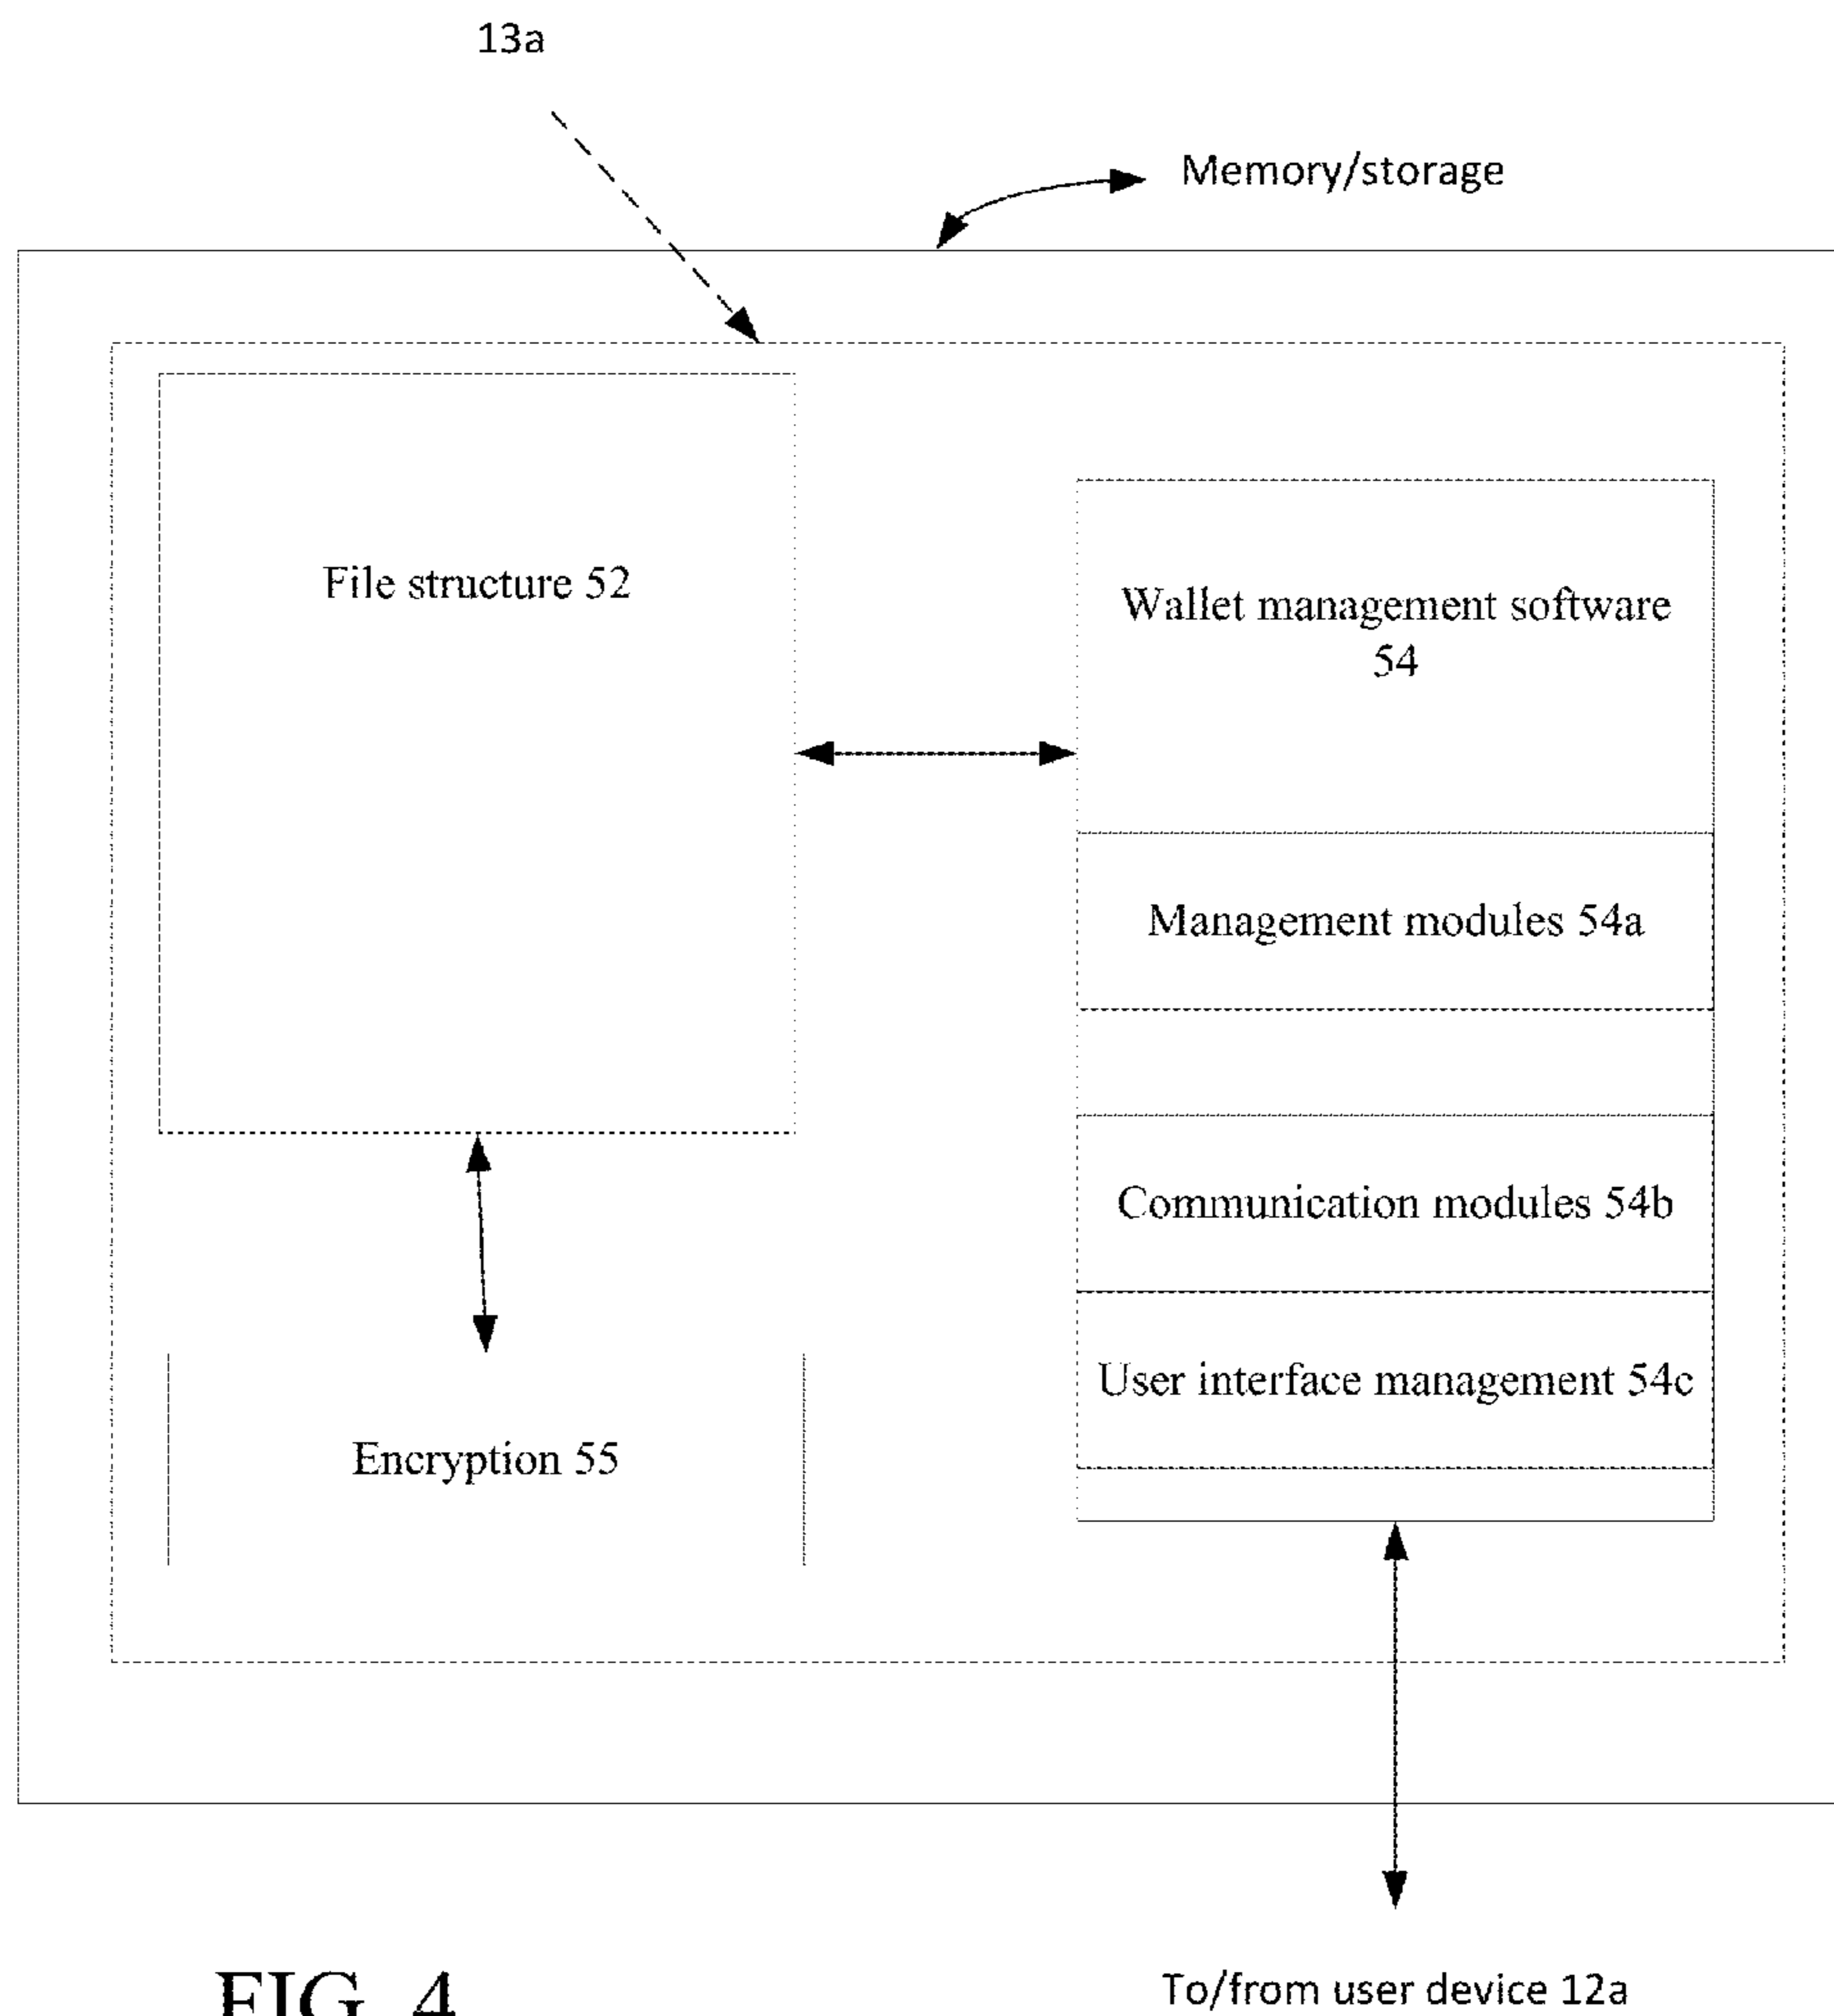 13a
Memory/storage
File structure 52
Wallet management software
54
Management modules 54a
Communication modules 54b
User interface management 54c
Encryption 55
To/from user device 12a
FIG. 4